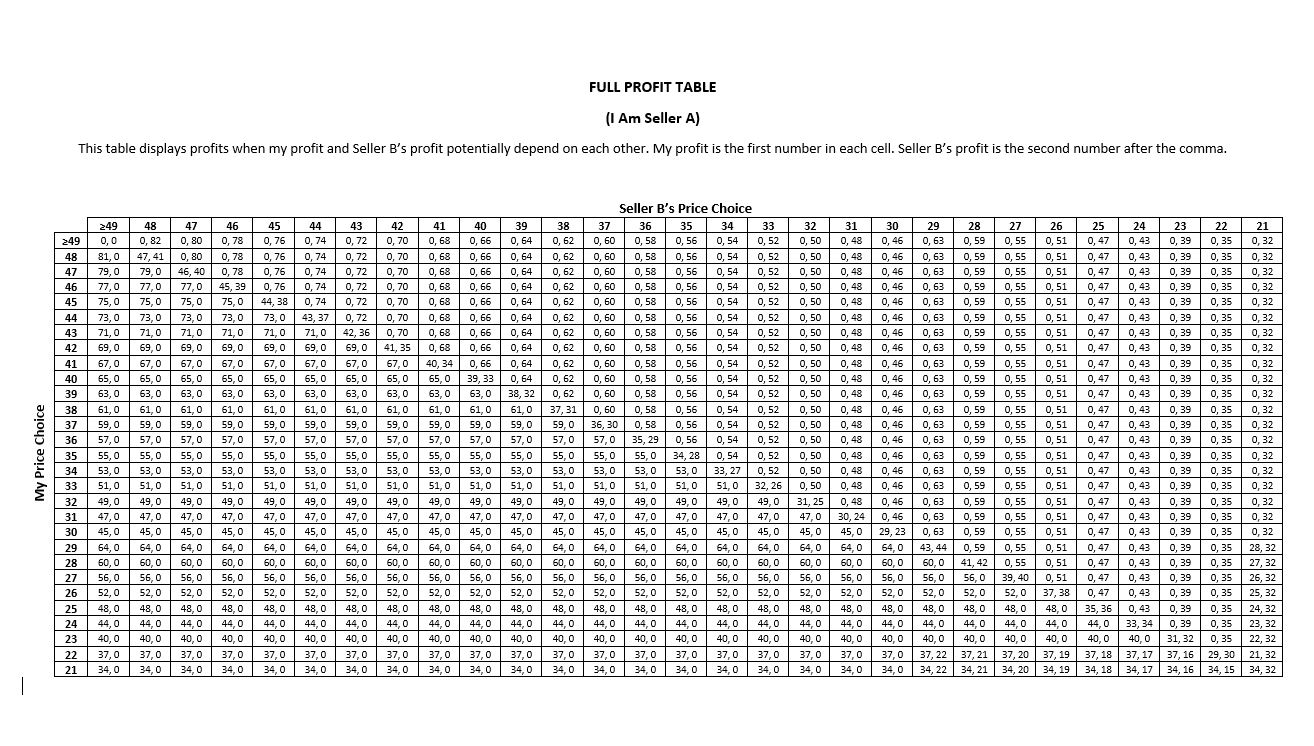 FULL PROFIT TABLE
(I Am Seller A)
This table displays profits when my profit and Seller B's profit potentially depend on each other. My profit is the first number in each cell. Seller B's profit is the second number after the comma.
Seller B's Price Choice
My Price Choice
≥49 48 47 46 45 44 43 42 41 40 39 38 37 36 35 34 33 32 31 30 29 28 27 26 25 24 23 22 21
≥49 0, 0 0, 82 0, 80 0, 78 0, 76 0, 74 0, 72 0, 70 0, 68 0, 66 0, 64 0, 62 0, 60 0, 58 0, 56 0, 54 0, 52 0, 50 0, 48 0, 46 0, 63 0, 59 0, 55 0, 51 0, 47 0, 43 0, 39 0, 35 0, 32
48 81, 0 47, 41 0, 80 0, 78 0, 76 0, 74 0, 72 0, 70 0, 68 0, 66 0, 64 0, 62 0, 60 0, 58 0, 56 0, 54 0, 52 0, 50 0, 48 0, 46 0, 63 0, 59 0, 55 0, 51 0, 47 0, 43 0, 39 0, 35 0, 32
47 79, 0 79, 0 46, 40 0, 78 0, 76 0, 74 0, 72 0, 70 0, 68 0, 66 0, 64 0, 62 0, 60 0, 58 0, 56 0, 54 0, 52 0, 50 0, 48 0, 46 0, 63 0, 59 0, 55 0, 51 0, 47 0, 43 0, 39 0, 35 0, 32
46 77, 0 77, 0 77, 0 45, 39 0, 76 0, 74 0, 72 0, 70 0, 68 0, 66 0, 64 0, 62 0, 60 0, 58 0, 56 0, 54 0, 52 0, 50 0, 48 0, 46 0, 63 0, 59 0, 55 0, 51 0, 47 0, 43 0, 39 0, 35 0, 32
45 75, 0 75, 0 75, 0 75, 0 44, 38 0, 74 0, 72 0, 70 0, 68 0, 66 0, 64 0, 62 0, 60 0, 58 0, 56 0, 54 0, 52 0, 50 0, 48 0, 46 0, 63 0, 59 0, 55 0, 51 0, 47 0, 43 0, 39 0, 35 0, 32
44 73, 0 73, 0 73, 0 73, 0 73, 0 43, 37 0, 72 0, 70 0, 68 0, 66 0, 64 0, 62 0, 60 0, 58 0, 56 0, 54 0, 52 0, 50 0, 48 0, 46 0, 63 0, 59 0, 55 0, 51 0, 47 0, 43 0, 39 0, 35 0, 32
43 71, 0 71, 0 71, 0 71, 0 71, 0 71, 0 42, 36 0, 70 0, 68 0, 66 0, 64 0, 62 0, 60 0, 58 0, 56 0, 54 0, 52 0, 50 0, 48 0, 46 0, 63 0, 59 0, 55 0, 51 0, 47 0, 43 0, 39 0, 35 0, 32
42 69, 0 69, 0 69, 0 69, 0 69, 0 69, 0 69, 0 41, 35 0, 68 0, 66 0, 64 0, 62 0, 60 0, 58 0, 56 0, 54 0, 52 0, 50 0, 48 0, 46 0, 63 0, 59 0, 55 0, 51 0, 47 0, 43 0, 39 0, 35 0, 32
41 67, 0 67, 0 67, 0 67, 0 67, 0 67, 0 67, 0 67, 0 40, 34 0, 66 0, 64 0, 62 0, 60 0, 58 0, 56 0, 54 0, 52 0, 50 0, 48 0, 46 0, 63 0, 59 0, 55 0, 51 0, 47 0, 43 0, 39 0, 35 0, 32
40 65, 0 65, 0 65, 0 65, 0 65, 0 65, 0 65, 0 65, 0 65, 0 39, 33 0, 64 0, 62 0, 60 0, 58 0, 56 0, 54 0, 52 0, 50 0, 48 0, 46 0, 63 0, 59 0, 55 0, 51 0, 47 0, 43 0, 39 0, 35 0, 32
39 63, 0 63, 0 63, 0 63, 0 63, 0 63, 0 63, 0 63, 0 63, 0 63, 0 38, 32 0, 62 0, 60 0, 58 0, 56 0, 54 0, 52 0, 50 0, 48 0, 46 0, 63 0, 59 0, 55 0, 51 0, 47 0, 43 0, 39 0, 35 0, 32
38 61, 0 61, 0 61, 0 61, 0 61, 0 61, 0 61, 0 61, 0 61, 0 61, 0 61, 0 37, 31 0, 60 0, 58 0, 56 0, 54 0, 52 0, 50 0, 48 0, 46 0, 63 0, 59 0, 55 0, 51 0, 47 0, 43 0, 39 0, 35 0, 32
37 59, 0 59, 0 59, 0 59, 0 59, 0 59, 0 59, 0 59, 0 59, 0 59, 0 59, 0 59, 0 36, 30 0, 58 0, 56 0, 54 0, 52 0, 50 0, 48 0, 46 0, 63 0, 59 0, 55 0, 51 0, 47 0, 43 0, 39 0, 35 0, 32
36 57, 0 57, 0 57, 0 57, 0 57, 0 57, 0 57, 0 57, 0 57, 0 57, 0 57, 0 57, 0 57, 0 35, 29 0, 56 0, 54 0, 52 0, 50 0, 48 0, 46 0, 63 0, 59 0, 55 0, 51 0, 47 0, 43 0, 39 0, 35 0, 32
35 55, 0 55, 0 55, 0 55, 0 55, 0 55, 0 55, 0 55, 0 55, 0 55, 0 55, 0 55, 0 55, 0 55, 0 34, 28 0, 54 0, 52 0, 50 0, 48 0, 46 0, 63 0, 59 0, 55 0, 51 0, 47 0, 43 0, 39 0, 35 0, 32
34 53, 0 53, 0 53, 0 53, 0 53, 0 53, 0 53, 0 53, 0 53, 0 53, 0 53, 0 53, 0 53, 0 53, 0 53, 0 33, 27 0, 52 0, 50 0, 48 0, 46 0, 63 0, 59 0, 55 0, 51 0, 47 0, 43 0, 39 0, 35 0, 32
33 51, 0 51, 0 51, 0 51, 0 51, 0 51, 0 51, 0 51, 0 51, 0 51, 0 51, 0 51, 0 51, 0 51, 0 51, 0 51, 0 32, 26 0, 50 0, 48 0, 46 0, 63 0, 59 0, 55 0, 51 0, 47 0, 43 0, 39 0, 35 0, 32
32 49, 0 49, 0 49, 0 49, 0 49, 0 49, 0 49, 0 49, 0 49, 0 49, 0 49, 0 49, 0 49, 0 49, 0 49, 0 49, 0 49, 0 31, 25 0, 48 0, 46 0, 63 0, 59 0, 55 0, 51 0, 47 0, 43 0, 39 0, 35 0, 32
31 47, 0 47, 0 47, 0 47, 0 47, 0 47, 0 47, 0 47, 0 47, 0 47, 0 47, 0 47, 0 47, 0 47, 0 47, 0 47, 0 47, 0 47, 0 30, 24 0, 46 0, 63 0, 59 0, 55 0, 51 0, 47 0, 43 0, 39 0, 35 0, 32
30 45, 0 45, 0 45, 0 45, 0 45, 0 45, 0 45, 0 45, 0 45, 0 45, 0 45, 0 45, 0 45, 0 45, 0 45, 0 45, 0 45, 0 45, 0 45, 0 29, 23 0, 63 0, 59 0, 55 0, 51 0, 47 0, 43 0, 39 0, 35 0, 32
29 64, 0 64, 0 64, 0 64, 0 64, 0 64, 0 64, 0 64, 0 64, 0 64, 0 64, 0 64, 0 64, 0 64, 0 64, 0 64, 0 64, 0 64, 0 64, 0 64, 0 43, 44 0, 59 0, 55 0, 51 0, 47 0, 43 0, 39 0, 35 28, 32
28 60, 0 60, 0 60, 0 60, 0 60, 0 60, 0 60, 0 60, 0 60, 0 60, 0 60, 0 60, 0 60, 0 60, 0 60, 0 60, 0 60, 0 60, 0 60, 0 60, 0 60, 0 41, 42 0, 55 0, 51 0, 47 0, 43 0, 39 0, 35 27, 32
27 56, 0 56, 0 56, 0 56, 0 56, 0 56, 0 56, 0 56, 0 56, 0 56, 0 56, 0 56, 0 56, 0 56, 0 56, 0 56, 0 56, 0 56, 0 56, 0 56, 0 56, 0 56, 0 39, 40 0, 51 0, 47 0, 43 0, 39 0, 35 26, 32
26 52, 0 52, 0 52, 0 52, 0 52, 0 52, 0 52, 0 52, 0 52, 0 52, 0 52, 0 52, 0 52, 0 52, 0 52, 0 52, 0 52, 0 52, 0 52, 0 52, 0 52, 0 52, 0 52, 0 37, 38 0, 47 0, 43 0, 39 0, 35 25, 32
25 48, 0 48, 0 48, 0 48, 0 48, 0 48, 0 48, 0 48, 0 48, 0 48, 0 48, 0 48, 0 48, 0 48, 0 48, 0 48, 0 48, 0 48, 0 48, 0 48, 0 48, 0 48, 0 48, 0 48, 0 35, 36 0, 43 0, 39 0, 35 24, 32
24 44, 0 44, 0 44, 0 44, 0 44, 0 44, 0 44, 0 44, 0 44, 0 44, 0 44, 0 44, 0 44, 0 44, 0 44, 0 44, 0 44, 0 44, 0 44, 0 44, 0 44, 0 44, 0 44, 0 44, 0 44, 0 33, 34 0, 39 0, 35 23, 32
23 40, 0 40, 0 40, 0 40, 0 40, 0 40, 0 40, 0 40, 0 40, 0 40, 0 40, 0 40, 0 40, 0 40, 0 40, 0 40, 0 40, 0 40, 0 40, 0 40, 0 40, 0 40, 0 40, 0 40, 0 40, 0 40, 0 31, 32 0, 35 22, 32
22 37, 0 37, 0 37, 0 37, 0 37, 0 37, 0 37, 0 37, 0 37, 0 37, 0 37, 0 37, 0 37, 0 37, 0 37, 0 37, 0 37, 0 37, 0 37, 0 37, 0 37, 22 37, 21 37, 20 37, 19 37, 18 37, 17 37, 16 29, 30 21, 32
21 34, 0 34, 0 34, 0 34, 0 34, 0 34, 0 34, 0 34, 0 34, 0 34, 0 34, 0 34, 0 34, 0 34, 0 34, 0 34, 0 34, 0 34, 0 34, 0 34, 0 34, 22 34, 21 34, 20 34, 19 34, 18 34, 17 34, 16 34, 15 34, 32